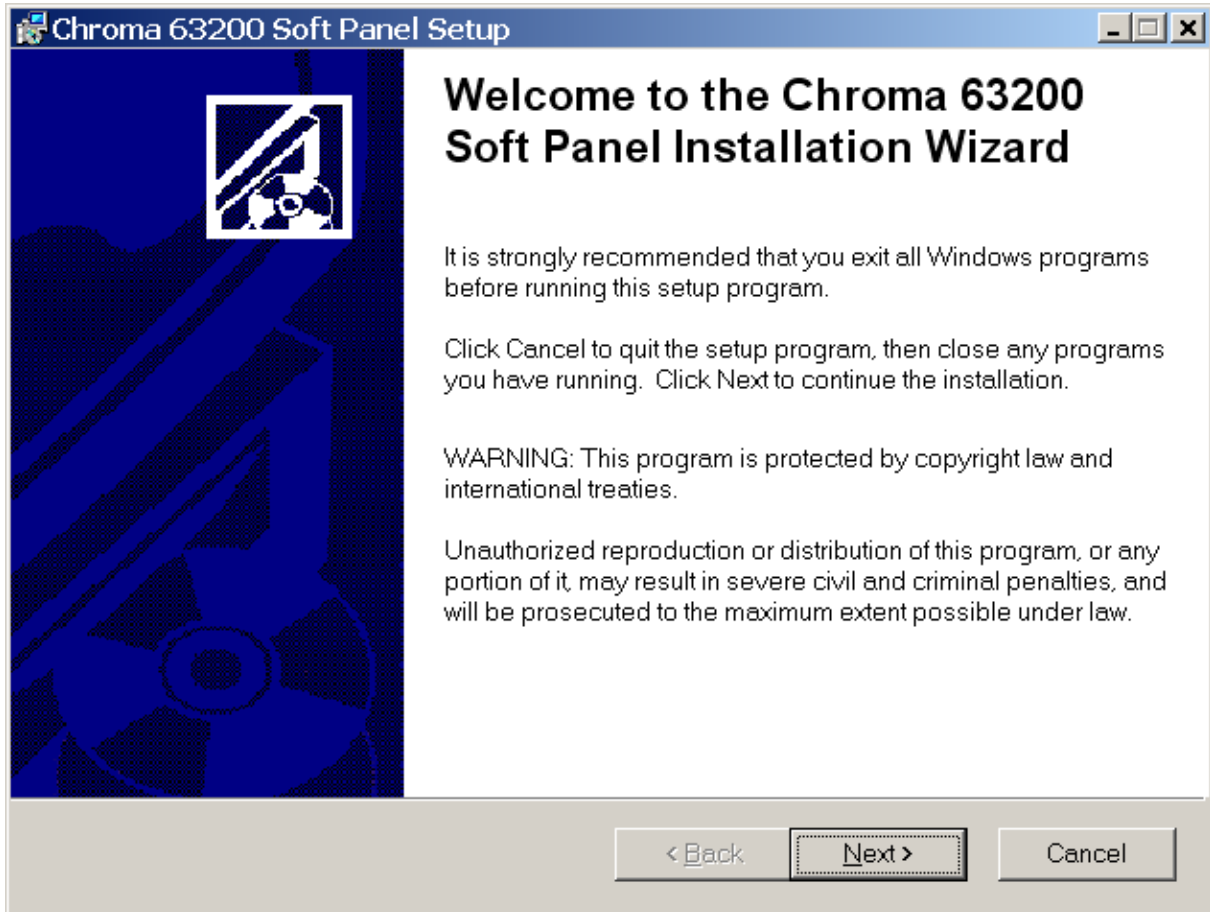 Chroma 63200 Soft Panel Setup
Welcome to the Chroma 63200
Soft Panel Installation Wizard
It is strongly recommended that you exit all Windows programs
before running this setup program.
Click Cancel to quit the setup program, then close any programs
you have running.  Click Next to continue the installation.
WARNING: This program is protected by copyright law and
international treaties.
Unauthorized reproduction or distribution of this program, or any
portion of it, may result in severe civil and criminal penalties, and
will be prosecuted to the maximum extent possible under law.
< Back
Next >
Cancel